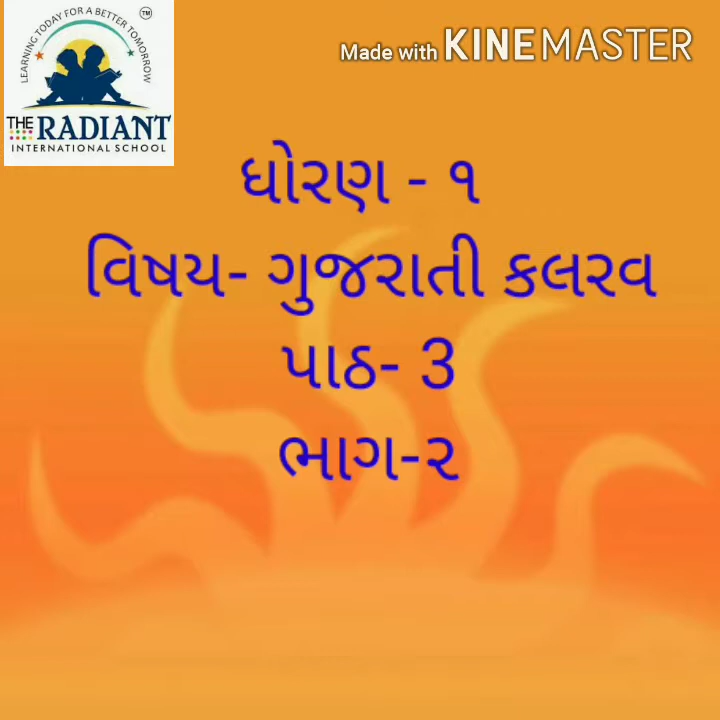 LEARNING TODAY FOR A BETTER TOMORROW
TM
THE RADIANT
INTERNATIONAL SCHOOL
Made with KINEMASTER
ધોરણ - ૧
વિષય- ગુજરાતી કલરવ
પાઠ- 3
ભાગ-૨